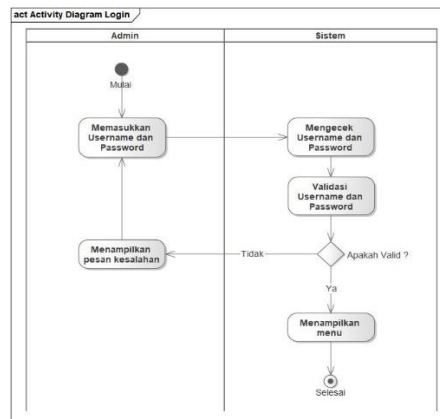 act Activity Diagram Login
Admin
Sistem
Mulai
Memasukkan
Username dan
Password
Mengecek
Username dan
Password
Validasi
Username dan
Password
Menampilkan
pesan kesalahan
Tidak
Apakah Valid ?
Ya
Menampilkan
menu
Selesai